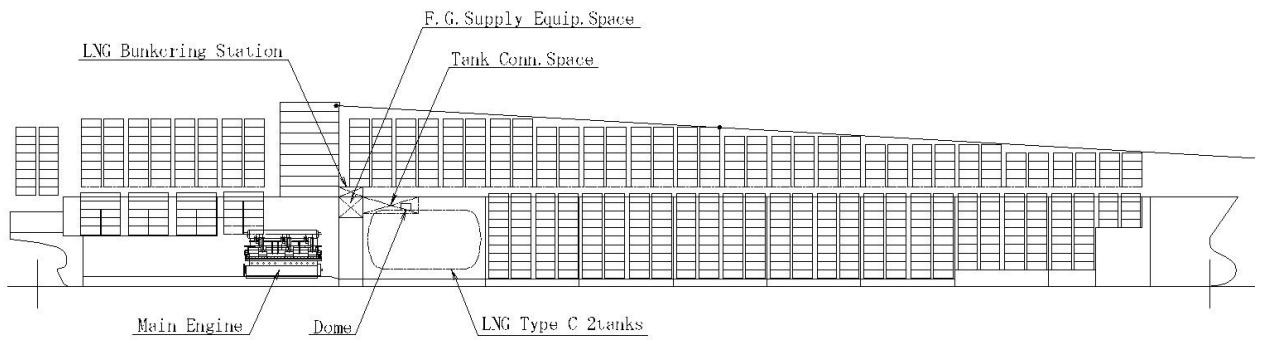 F.G.Supply Equip.Space
LNG Bunkering Station
Tank Conn.Space
Main Engine
Dome
LNG Type C 2tanks